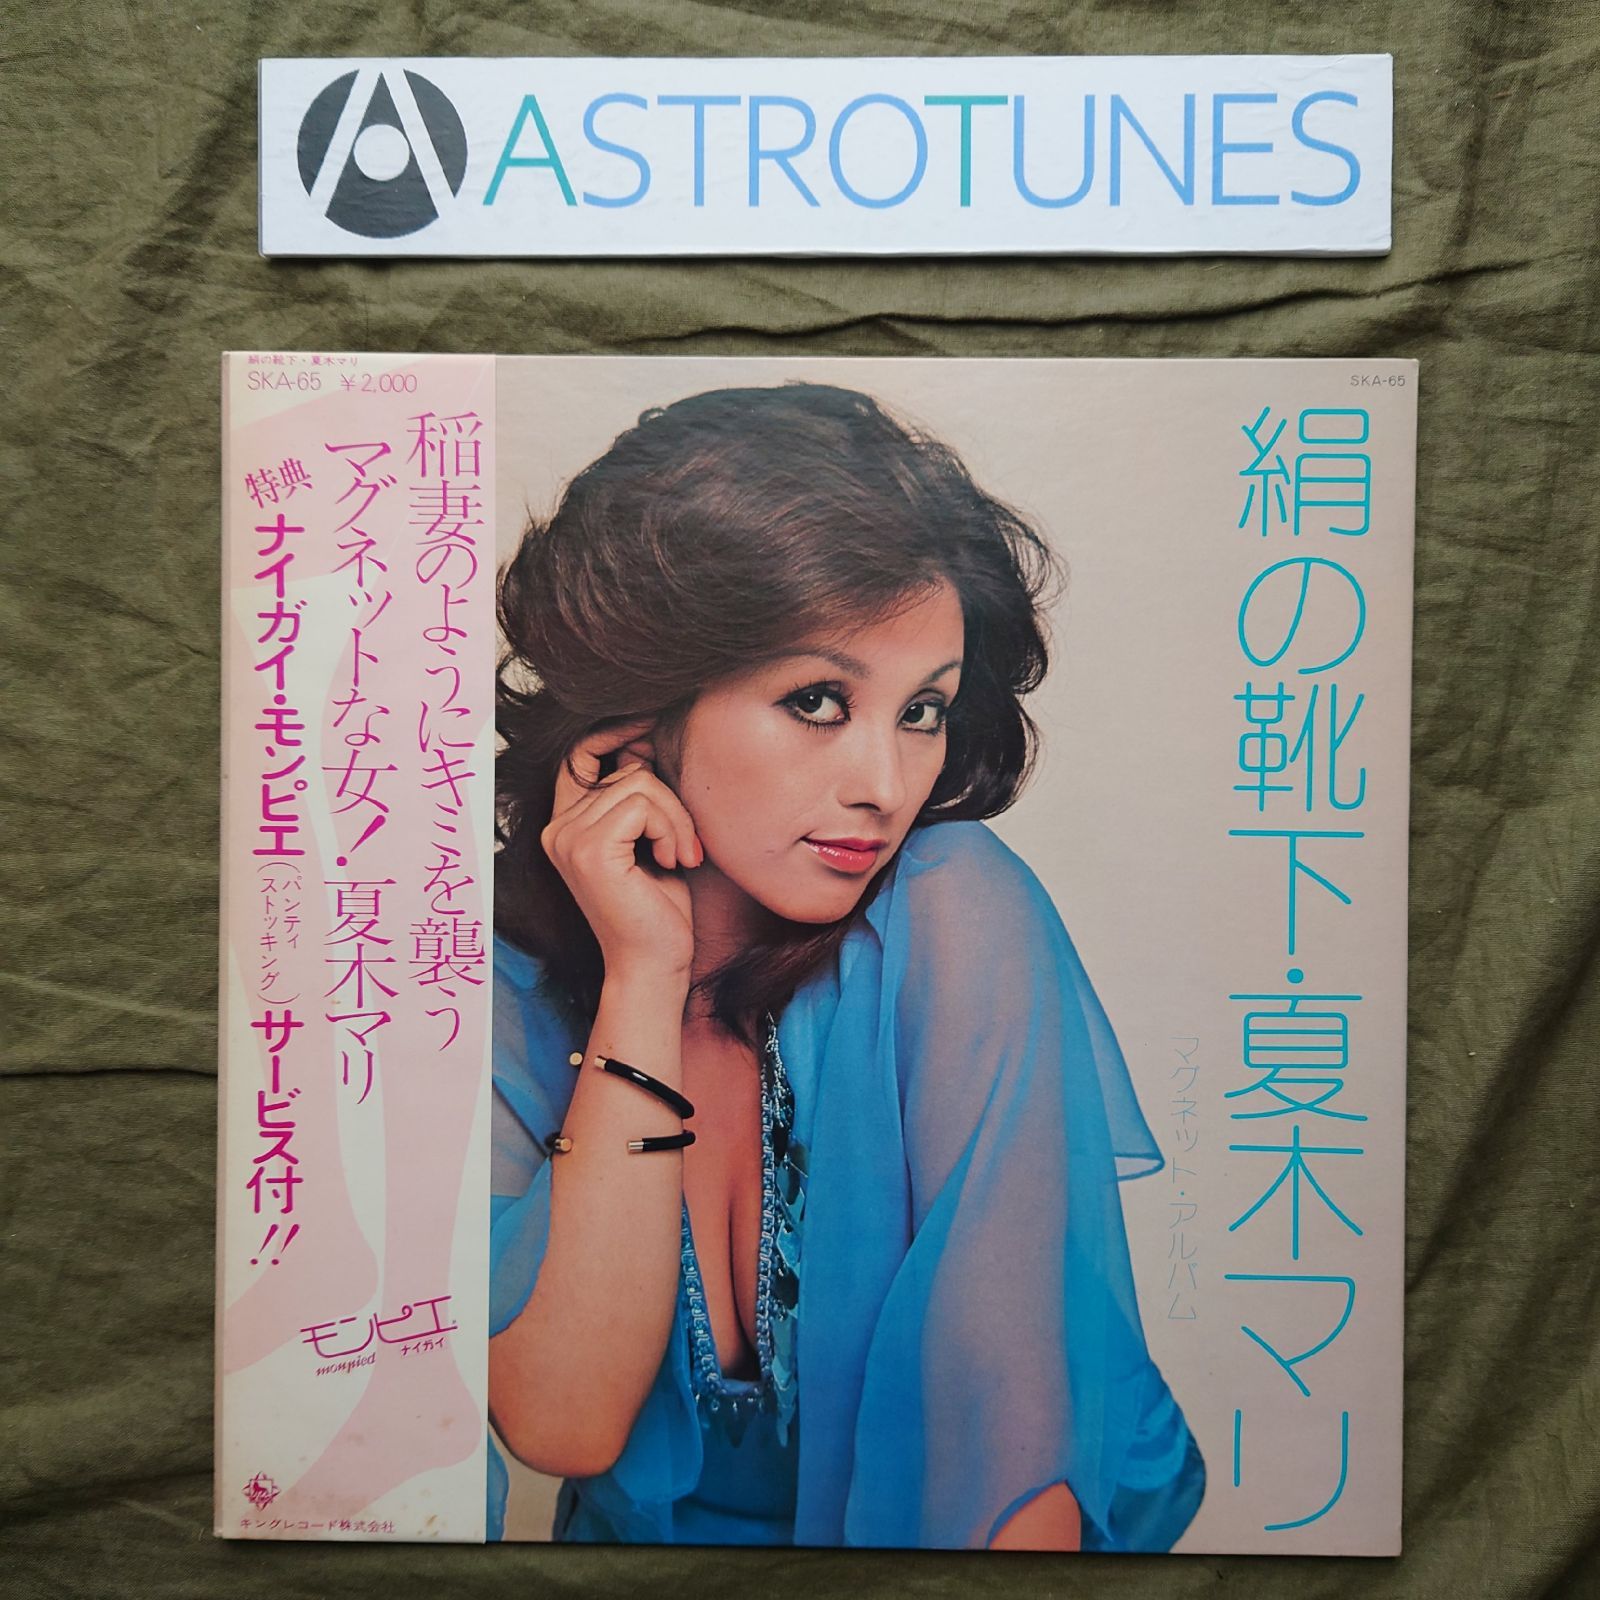 ASTROTUNES
絹の靴下・夏木マリ
SKA-65 ¥2,000
稲妻のようにキミを襲う
マグネットな女!・夏木マリ
特典 ナイガイ・モンピエ(パンティストッキング)サービス付!!
モンピエ
monpied
ナイガイ
キングレコード株式会社
SKA-65
絹の靴下・夏木マリ
マグネット・アルバム